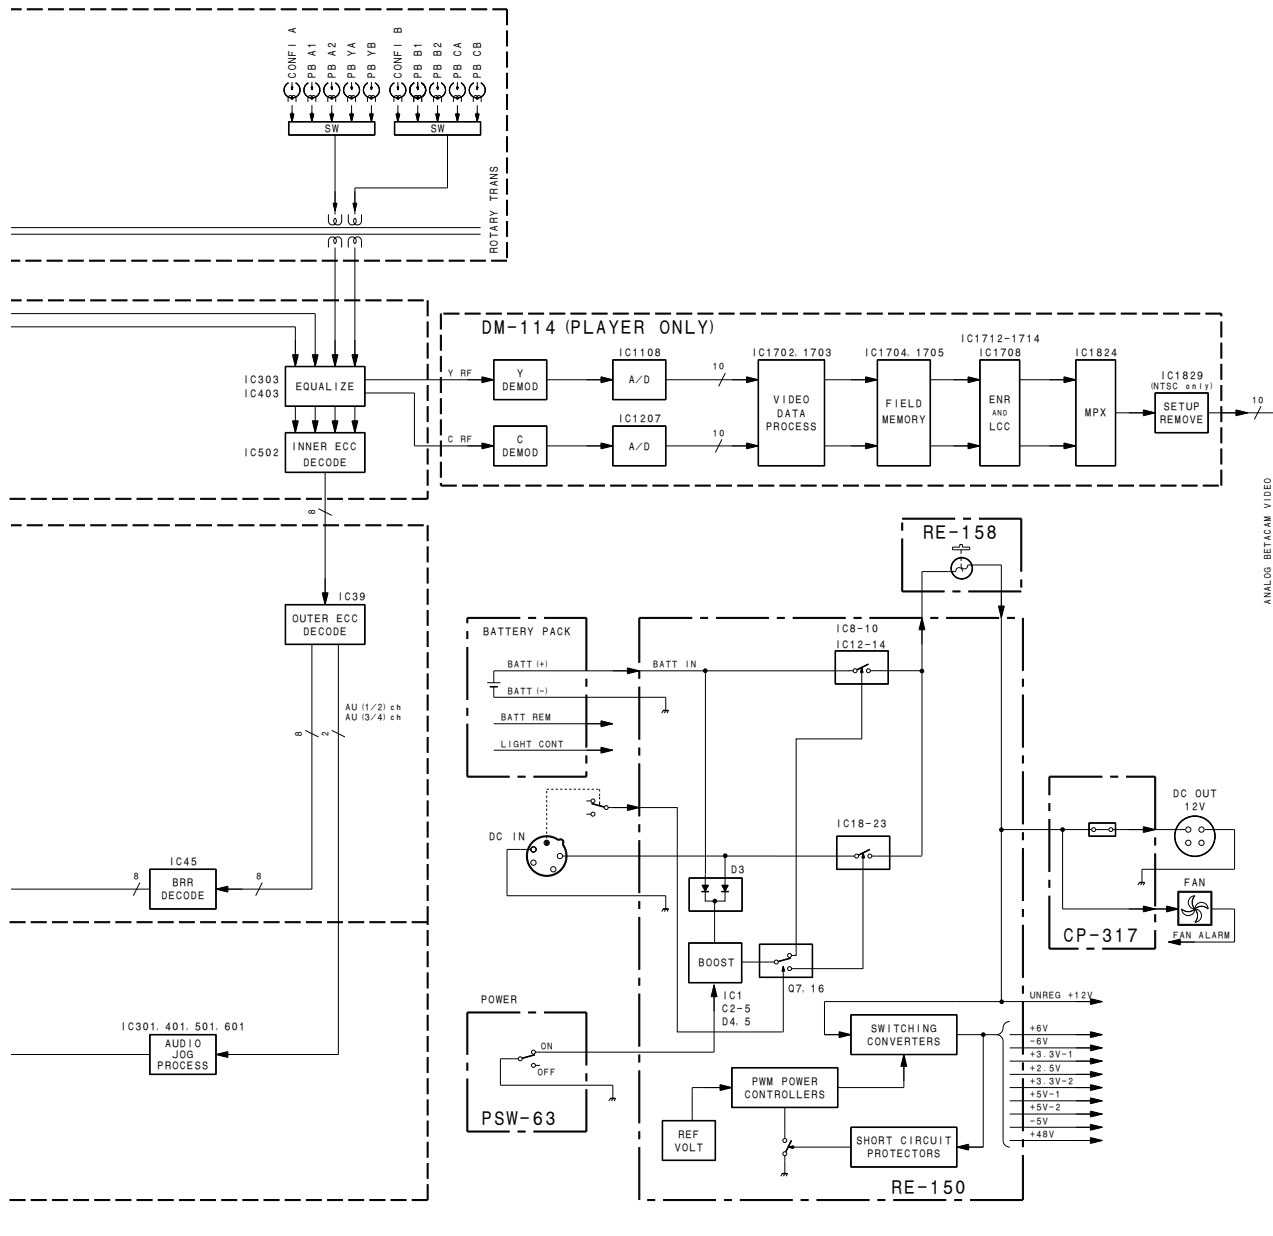 CONFI A
PB A1
PB A2
PB YA
PB YB
CONFI B
PB B1
PB B2
PB CA
PB CB
SW
SW
ROTARY TRANS
DM-114 (PLAYER ONLY)
IC303
IC403
EQUALIZE
IC502
INNER ECC
DECODE
8
Y RF
C RF
Y
DEMOD
C
DEMOD
IC1108
A/D
10
IC1207
A/D
10
IC1702, 1703
VIDEO
DATA
PROCESS
IC1704, 1705
FIELD
MEMORY
IC1712-1714
IC1708
ENR
AND
LCC
IC1824
MPX
IC1829
(NTSC only)
SETUP
REMOVE
10
ANALOG BETACAM VIDEO
IC39
OUTER ECC
DECODE
AU (1/2) ch
AU (3/4) ch
8
2
IC45
BRR
DECODE
8
8
IC301, 401, 501, 601
AUDIO
JOG
PROCESS
BATTERY PACK
BATT (+)
BATT (-)
BATT REM
LIGHT CONT
BATT IN
RE-158
IC8-10
IC12-14
DC IN
IC18-23
D3
BOOST
IC1
C2-5
D4, 5
Q7, 16
POWER
ON
OFF
PSW-63
SWITCHING
CONVERTERS
PWM POWER
CONTROLLERS
REF
VOLT
SHORT CIRCUIT
PROTECTORS
RE-150
DC OUT
12V
FAN
FAN ALARM
CP-317
UNREG +12V
+6V
-6V
+3.3V-1
+2.5V
+3.3V-2
+5V-1
+5V-2
-5V
+48V